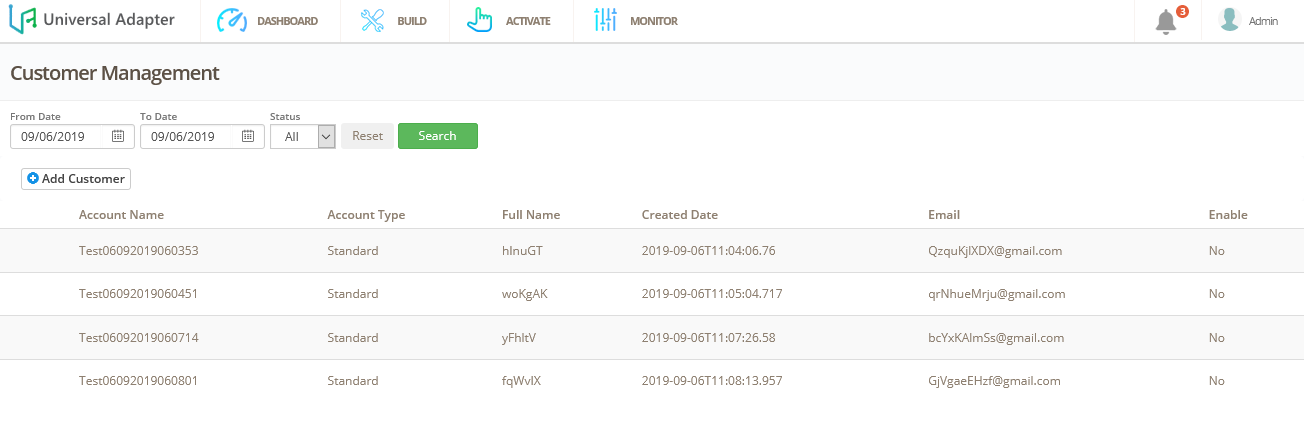 Universal Adapter DASHBOARD BUILD ACTIVATE MONITOR 3 Admin
Customer Management
From Date To Date Status
09/06/2019 09/06/2019 All Reset Search
Add Customer
Account Name Account Type Full Name Created Date Email Enable
Test06092019060353 Standard hInuGT 2019-09-06T11:04:06.76 QzquKjIXDX@gmail.com No
Test06092019060451 Standard woKgAK 2019-09-06T11:05:04.717 qrNhueMrju@gmail.com No
Test06092019060714 Standard yFhItV 2019-09-06T11:07:26.58 bcYxKAImSs@gmail.com No
Test06092019060801 Standard fqWvIX 2019-09-06T11:08:13.957 GjVgaeEHzf@gmail.com No